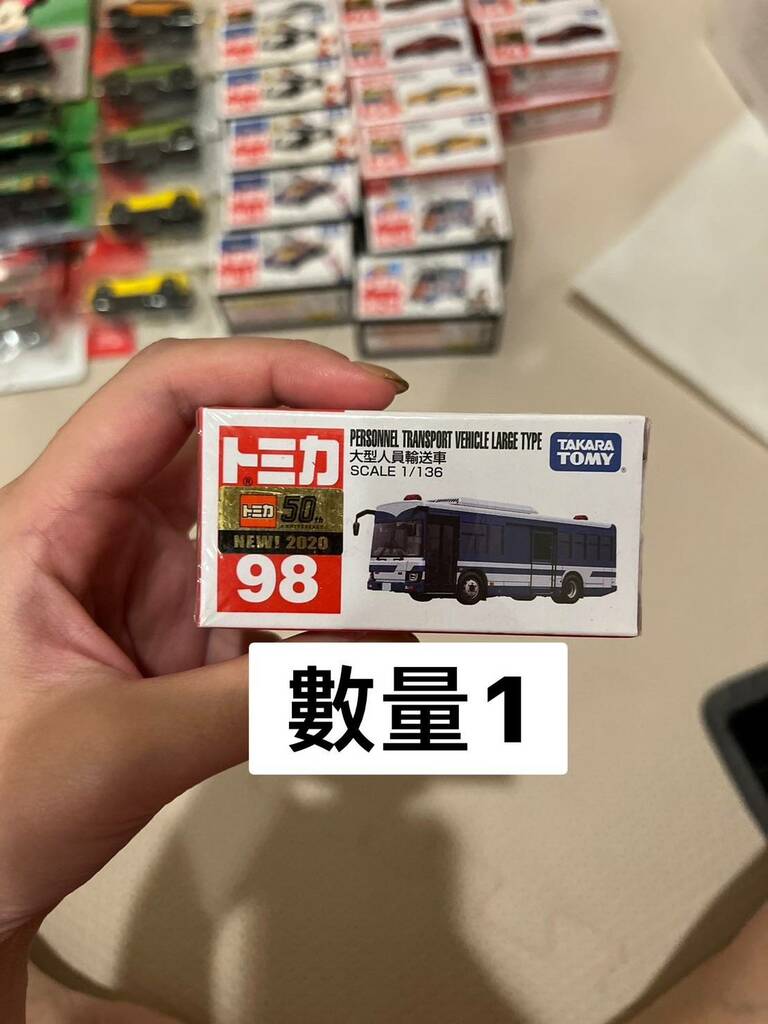 トミカ
®
トミカ 50th
ANNIVERSARY
NEW! 2020
98
PERSONNEL TRANSPORT VEHICLE LARGE TYPE
大型人員輸送車
SCALE 1/136
TAKARA
TOMY®
數量1